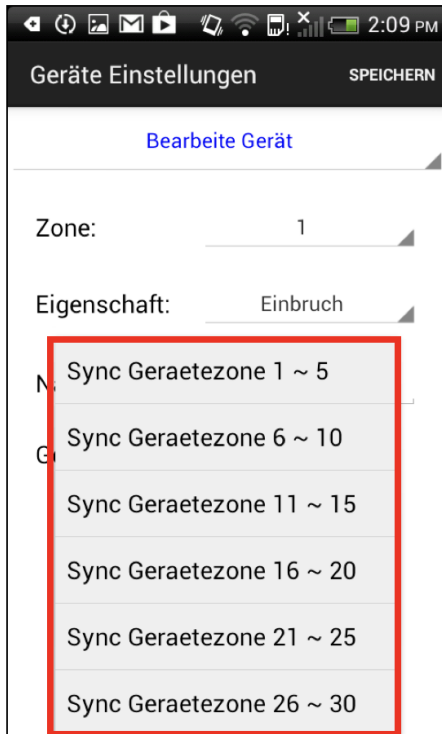 2:09 PM
Geräte Einstellungen SPEICHERN
Bearbeite Gerät
Zone: 1
Eigenschaft: Einbruch
Sync Geraetezone 1 ~ 5
Sync Geraetezone 6 ~ 10
Sync Geraetezone 11 ~ 15
Sync Geraetezone 16 ~ 20
Sync Geraetezone 21 ~ 25
Sync Geraetezone 26 ~ 30